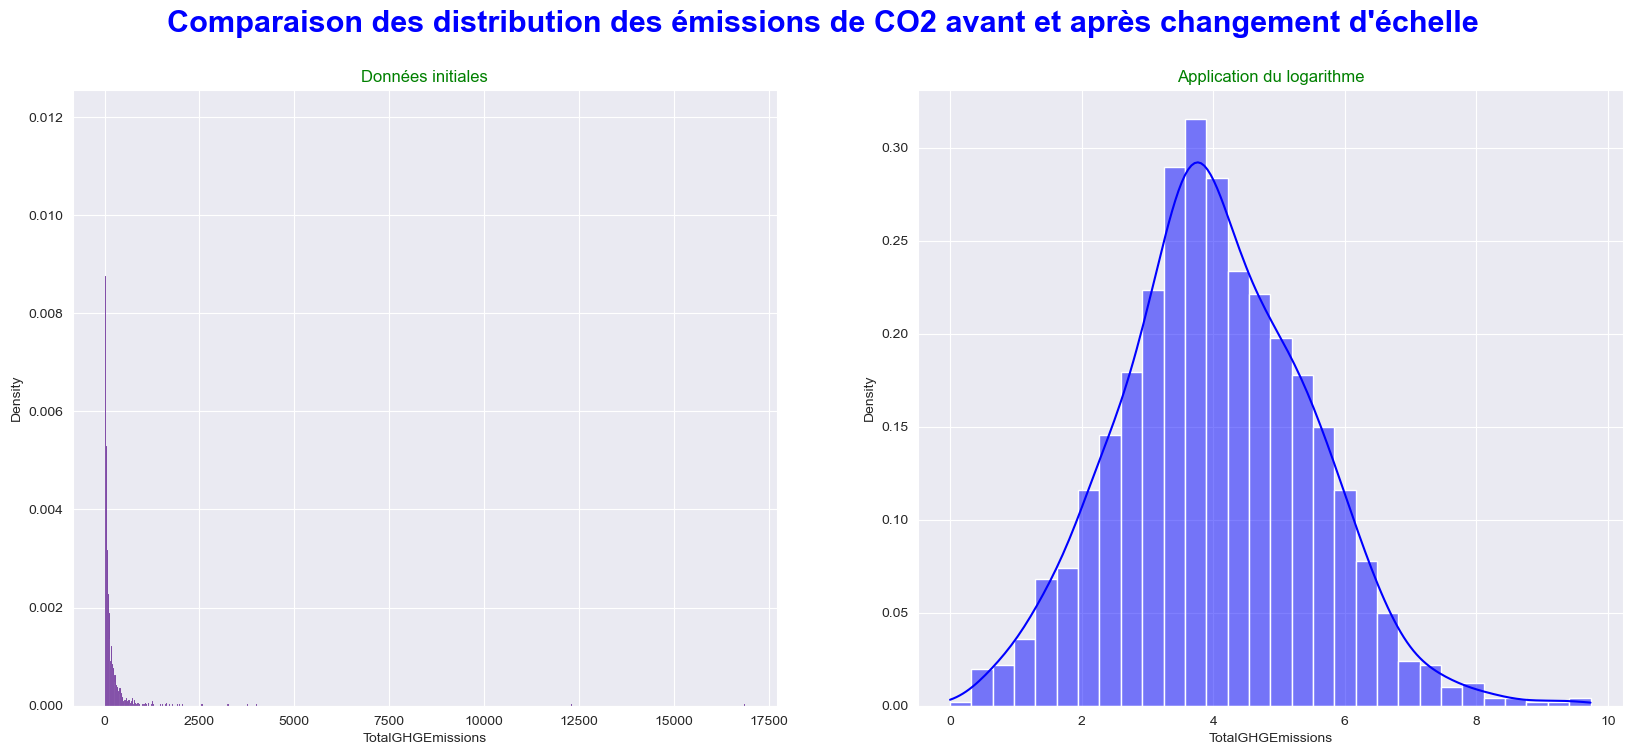 Comparaison des distribution des émissions de CO2 avant et après changement d'échelle
Données initiales
0.012
0.010
0.008
0.006
0.004
0.002
0.000
Density
0 2500 5000 7500 10000 12500 15000 17500
TotalGHGEmissions
Application du logarithme
0.30
0.25
0.20
0.15
0.10
0.05
0.00
Density
0 2 4 6 8 10
TotalGHGEmissions